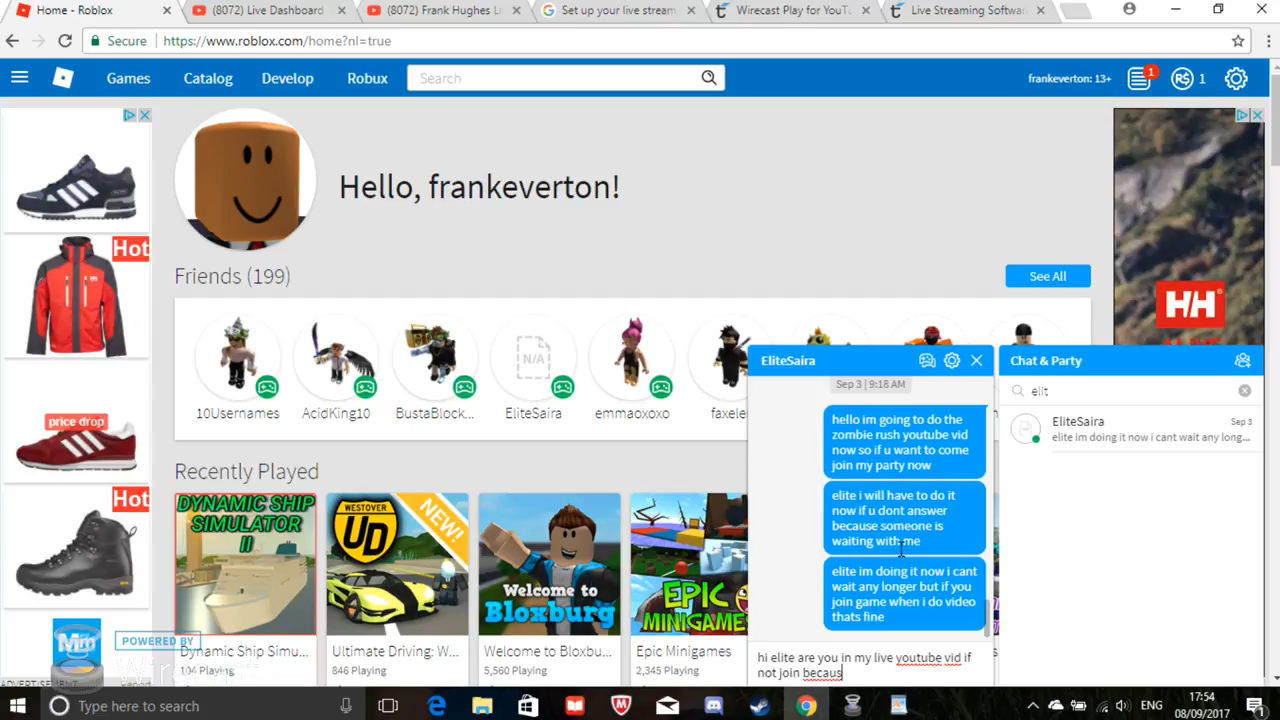 Home - Roblox
(8072) Live Dashboard
(8072) Frank Hughes L
Set up your live stream
Wirecast Play for YouTu
Live Streaming Softwar
Secure
https://www.roblox.com/home?nl=true
Games
Catalog
Develop
Robux
Search
frankeverton: 13+
1
R$ 1
Hot
price drop
Hot
Hello, frankeverton!
Friends (199)
See All
10Usernames
AcidKing10
BustaBlock...
N/A
EliteSaira
emmaoxoxo
faxele
HH
Recently Played
DYNAMIC SHIP
SIMULATOR
II
Dynamic Ship Simu...
104 Playing
WESTOVER
UD
NEW!
Ultimate Driving: W...
846 Playing
Welcome to
Bloxburg
Welcome to Bloxbu...
5,560 Playing
EPIC
MINIGAMES
Epic Minigames
2,345 Playing
EliteSaira
Sep 3 | 9:18 AM
hello im going to do the
zombie rush youtube vid
now so if u want to come
join my party now
elite i will have to do it
now if u dont answer
because someone is
waiting with me
elite im doing it now i cant
wait any longer but if you
join game when i do video
thats fine
hi elite are you in my live youtube vid if
not join becaus
Chat & Party
elit
EliteSaira
Sep 3
elite im doing it now i cant wait any long...
Mm
POWERED BY
ADVERTISEMENT
Report
Type here to search
ENG
17:54
08/09/2017
1